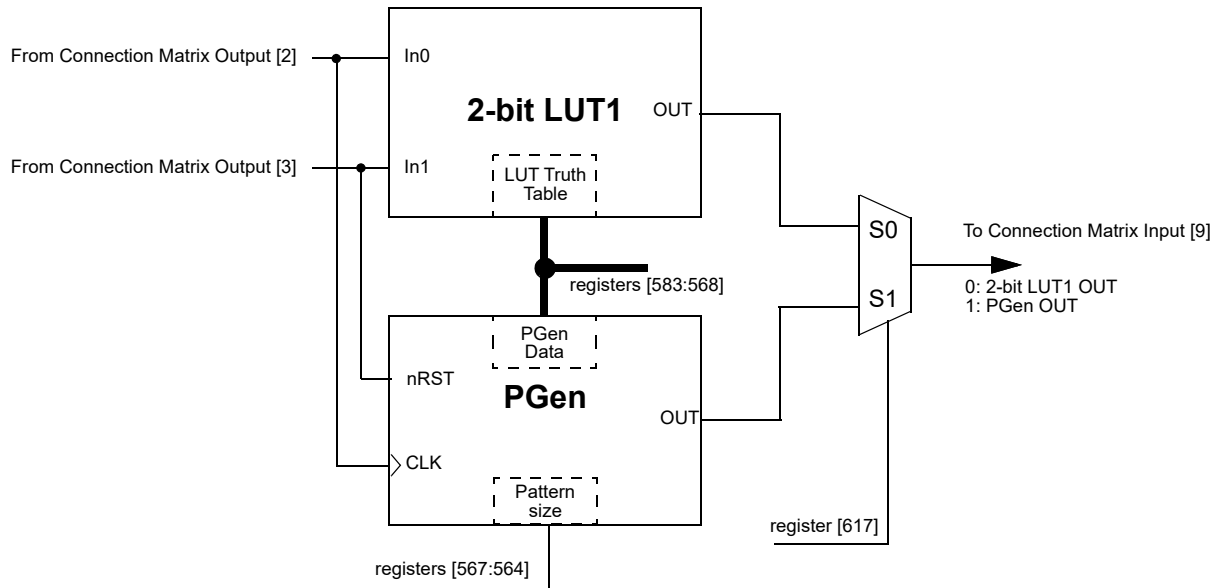 From Connection Matrix Output [2]
In0
2-bit LUT1
OUT
From Connection Matrix Output [3]
In1
LUT Truth
Table
S0
To Connection Matrix Input [9]
registers [583:568]
0: 2-bit LUT1 OUT
S1
1: PGen OUT
PGen
Data
nRST
PGen
OUT
CLK
Pattern
size
register [617]
registers [567:564]